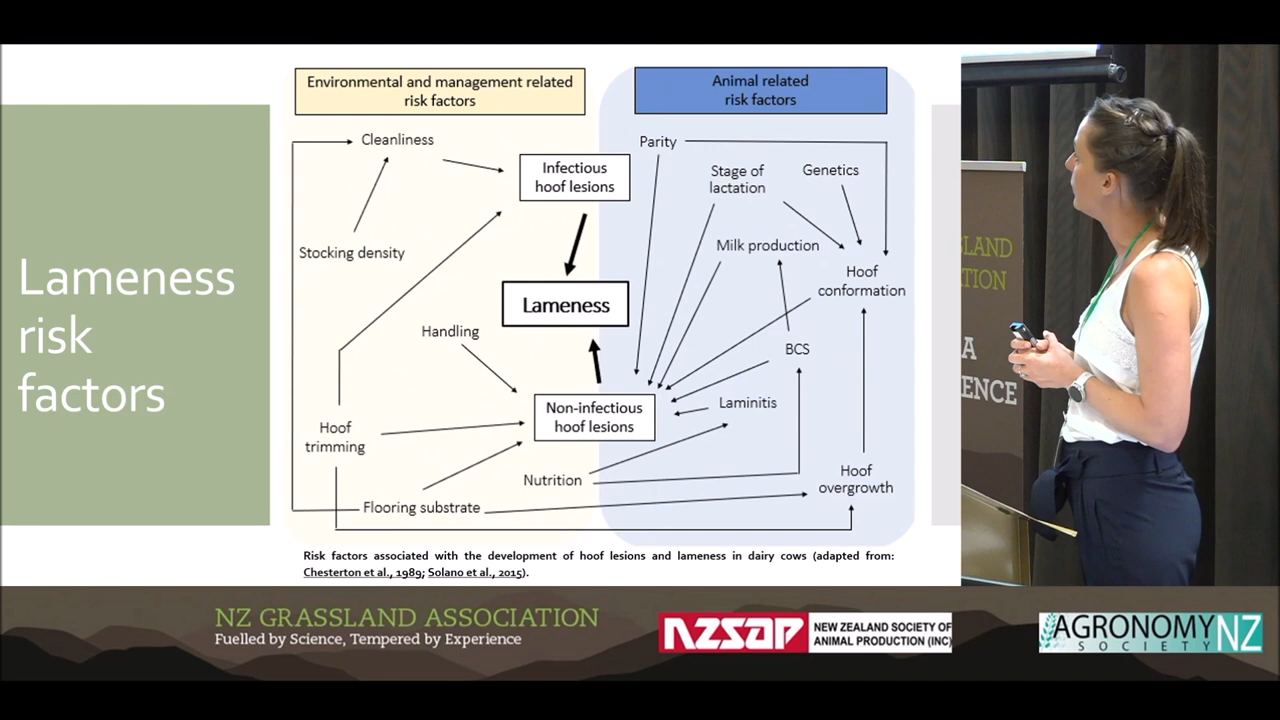 Lameness
risk
factors
Environmental and management related
risk factors
Animal related
risk factors
Cleanliness
Parity
Infectious
hoof lesions
Stage of
lactation
Genetics
Stocking density
Milk production
Hoof
conformation
Lameness
Handling
BCS
Laminitis
Non-infectious
hoof lesions
Hoof
trimming
Nutrition
Hoof
overgrowth
Flooring substrate
Risk factors associated with the development of hoof lesions and lameness in dairy cows (adapted from:
Chesterton et al., 1989; Solano et al., 2015).
SLAND
ATION
A
ENCE
NZ GRASSLAND ASSOCIATION
Fuelled by Science, Tempered by Experience
NZSAP
NEW ZEALAND SOCIETY OF
ANIMAL PRODUCTION (INC)
AGRONOMY NZ
SOCIETY